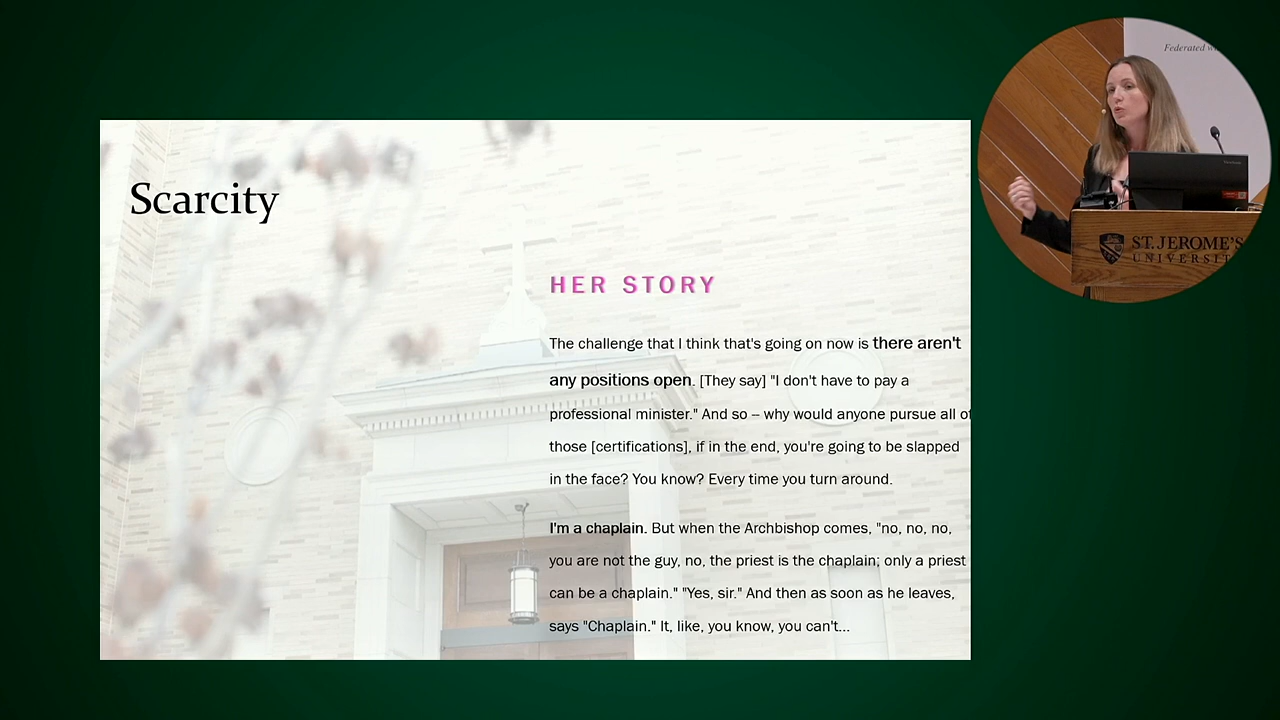 Federated
Scarcity
HER STORY
The challenge that I think that's going on now is there aren't
any positions open. [They say] "I don't have to pay a
professional minister." And so – why would anyone pursue all of
those [certifications], if in the end, you're going to be slapped
in the face? You know? Every time you turn around.
I'm a chaplain. But when the Archbishop comes, "no, no, no,
you are not the guy, no, the priest is the chaplain; only a priest
can be a chaplain." "Yes, sir." And then as soon as he leaves,
says "Chaplain." It, like, you know, you can't...
ST. JEROME'S
UNIVERSIT